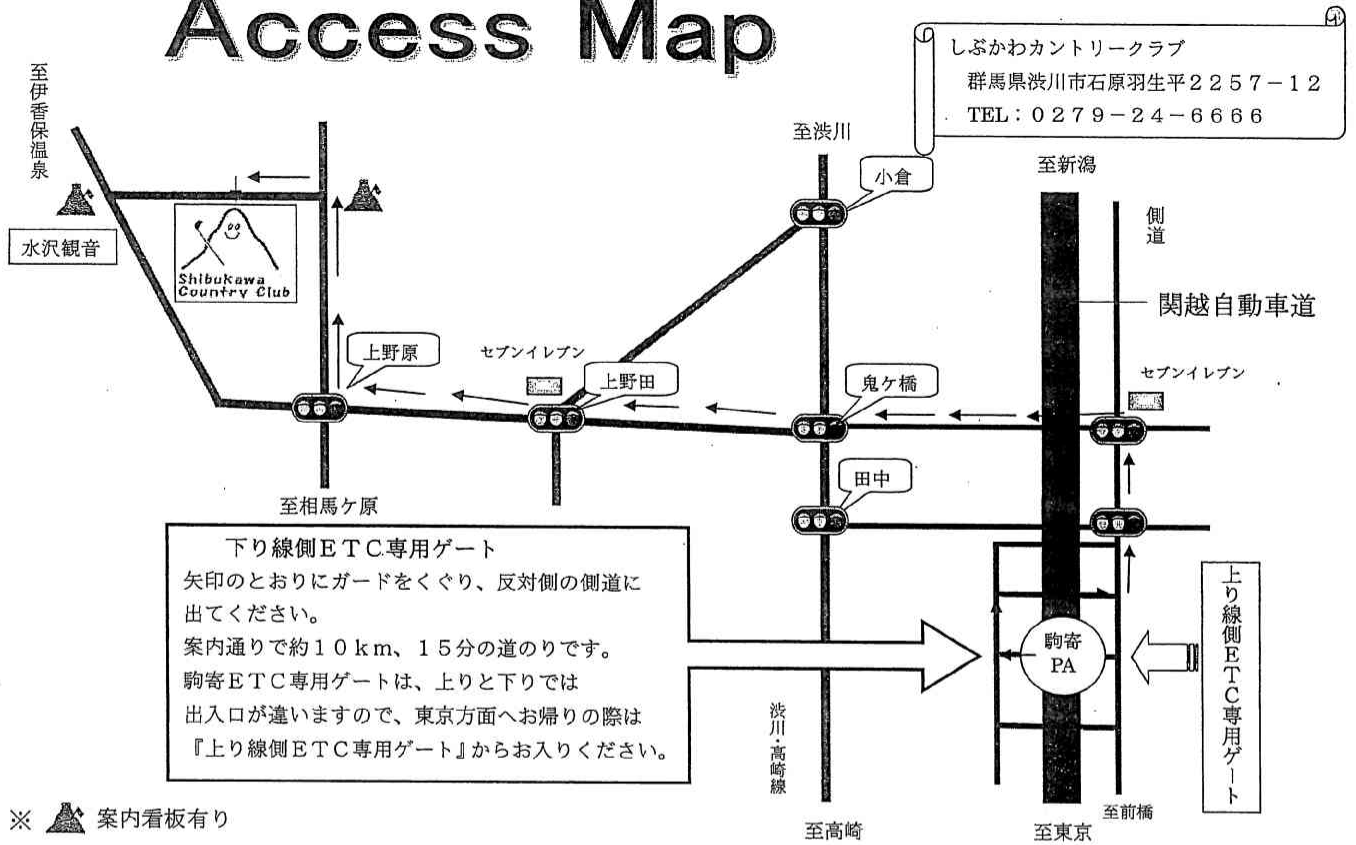 Access Map
しぶかわカントリークラブ
群馬県渋川市石原羽生平2257－12
TEL：0279－24－6666
至伊香保温泉
至渋川
至新潟
小倉
側道
水沢観音
Shibukawa
Country Club
関越自動車道
上野原
セブンイレブン
上野田
鬼ケ橋
セブンイレブン
田中
至相馬ケ原
下り線側ETC専用ゲート
矢印のとおりにガードをくぐり、反対側の側道に
出てください。
案内通りで約10km、15分の道のりです。
駒寄ETC専用ゲートは、上りと下りでは
出入口が違いますので、東京方面へお帰りの際は
『上り線側ETC専用ゲート』からお入りください。
駒寄
PA
上り線側ETC専用ゲート
渋川・高崎線
※ 案内看板有り
至高崎
至東京
至前橋